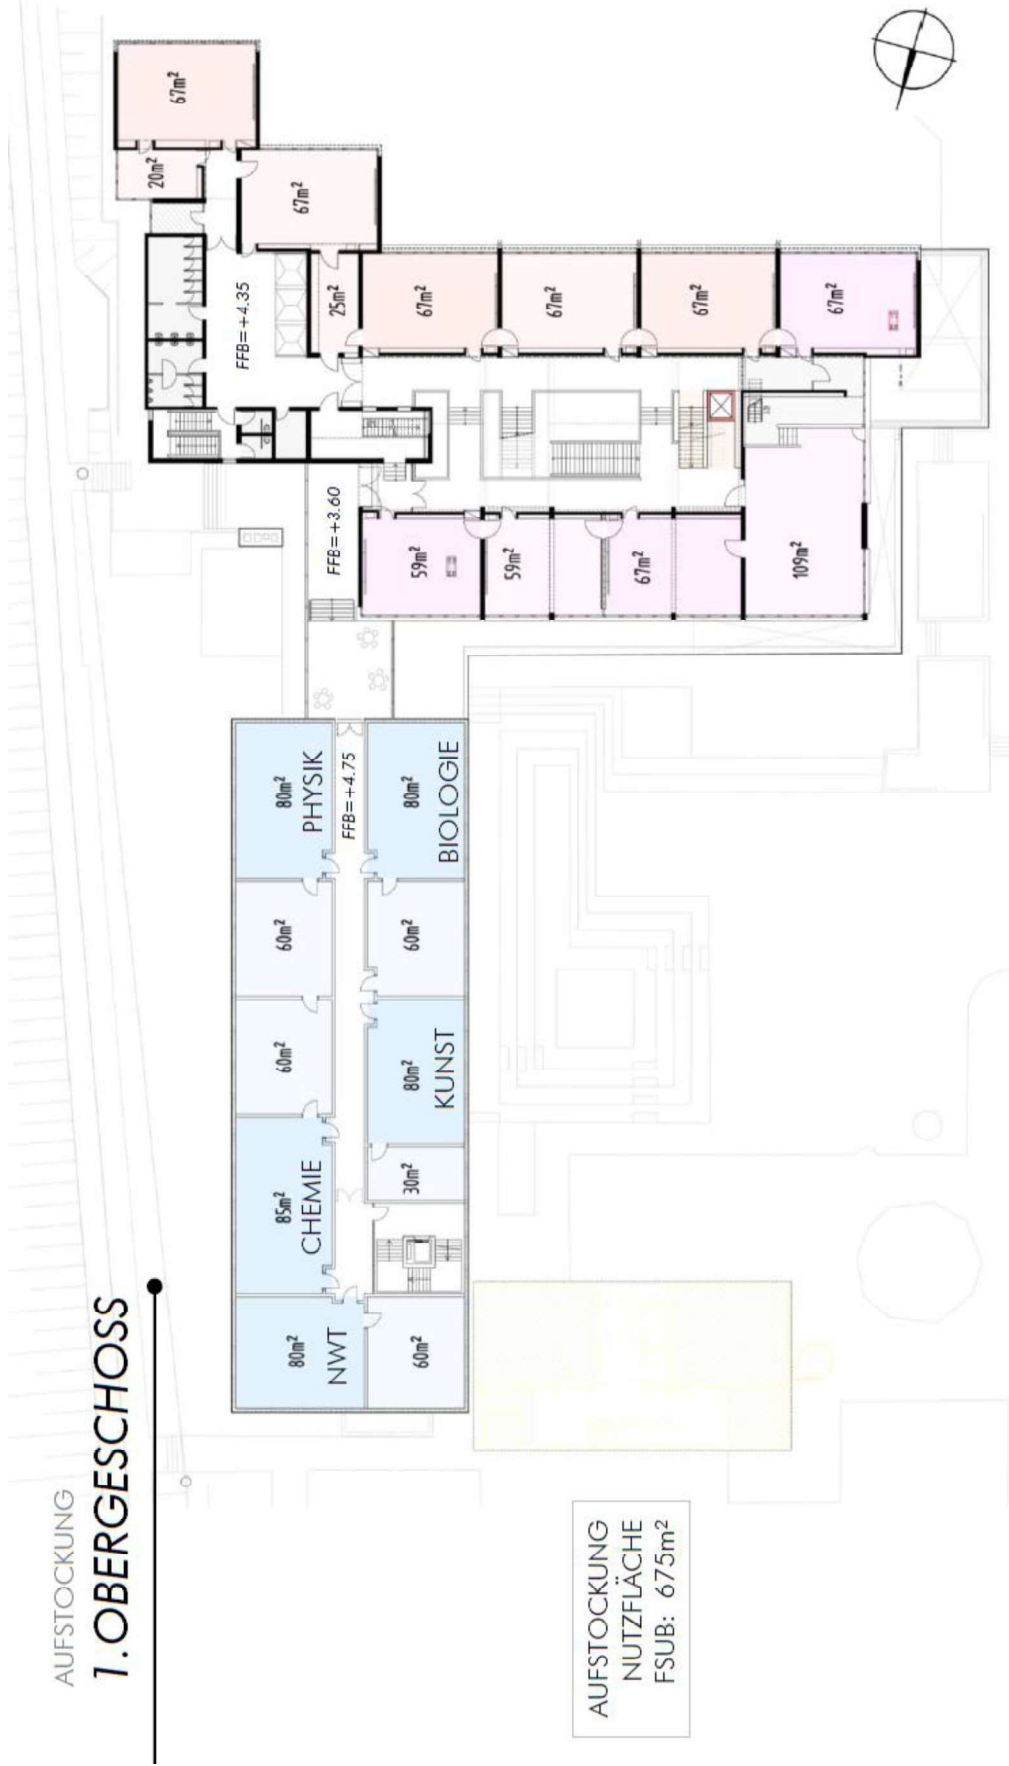 AUFSTOCKUNG
1.OBERGESCHOSS
67m²
20m²
67m²
FFB=+4.35
25m²
67m²
67m²
67m²
67m²
FFB=+3.60
59m²
59m²
67m²
109m²
80m²
PHYSIK
FFB=+4.75
80m²
BIOLOGIE
60m²
60m²
60m²
80m²
KUNST
85m²
CHEMIE
30m²
80m²
NWT
60m²
AUFSTOCKUNG
NUTZFLÄCHE
FSUB: 675m²